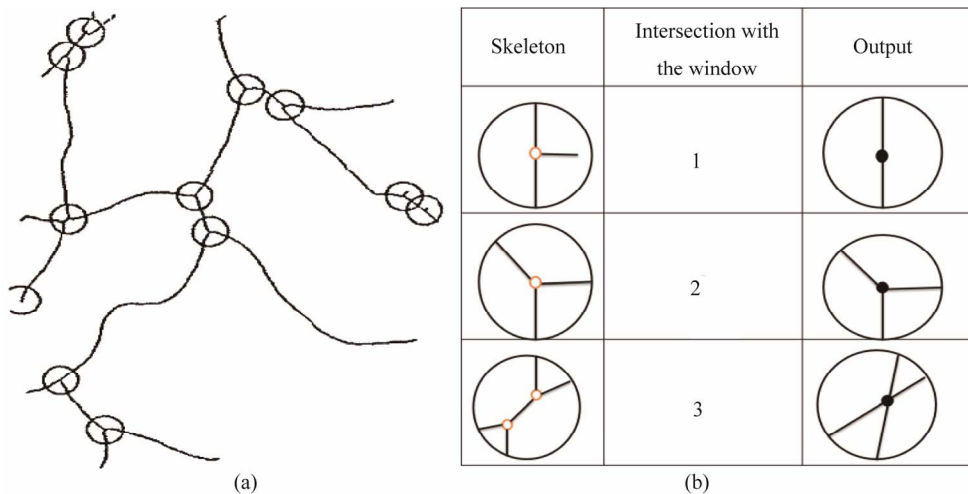 Skeleton
Intersection with
the window
Output
1
2
3
(a)
(b)